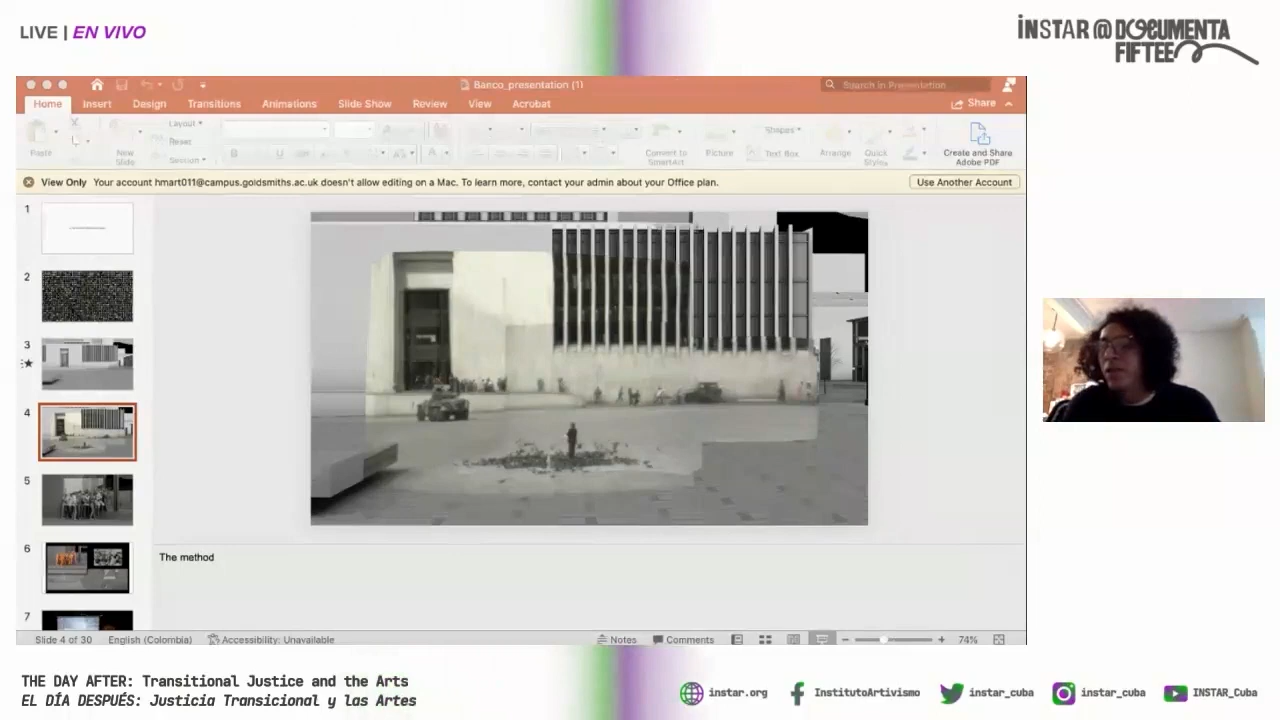 LIVE | EN VIVO
INSTAR @ DOCUMENTA
FIFTEEN
Banco_presentation (1)
Search in Presentation
Home Insert Design Transitions Animations Slide Show Review View Acrobat
Share
Paste
New Slide
Layout
Reset
Section
Convert to SmartArt
Picture
Shapes
Text Box
Arrange
Quick Styles
Create and Share Adobe PDF
View Only Your account hmart011@campus.goldsmiths.ac.uk doesn't allow editing on a Mac. To learn more, contact your admin about your Office plan.
Use Another Account
1
2
3
4
5
6
7
The method
Slide 4 of 30 English (Colombia) Accessibility: Unavailable
Notes Comments 74%
THE DAY AFTER: Transitional Justice and the Arts
EL DÍA DESPUÉS: Justicia Transicional y las Artes
instar.org InstitutoArtivismo instar_cuba instar_cuba INSTAR_Cuba